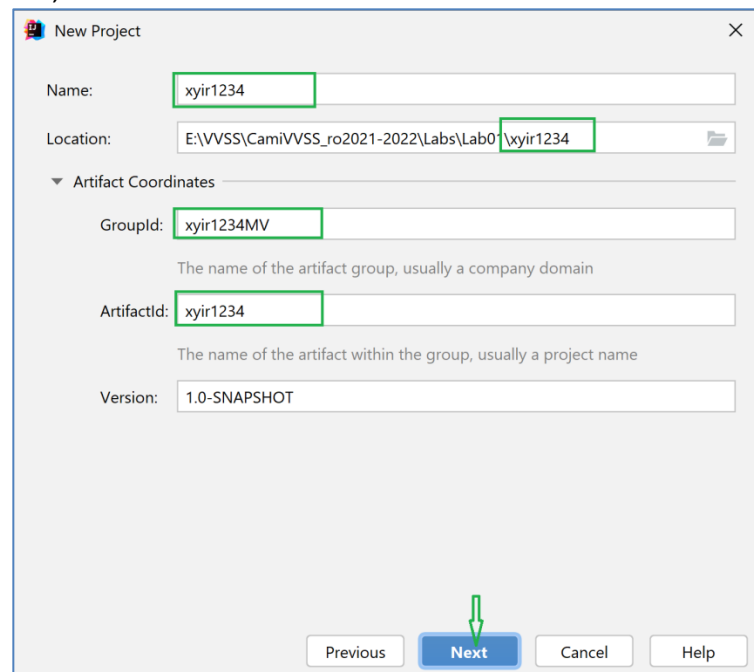 New Project
Name: xyir1234
Location: E:\VVSS\CamiVVSS_ro2021-2022\Labs\Lab01\xyir1234
Artifact Coordinates
GroupId: xyir1234MV
The name of the artifact group, usually a company domain
ArtifactId: xyir1234
The name of the artifact within the group, usually a project name
Version: 1.0-SNAPSHOT
Previous Next Cancel Help